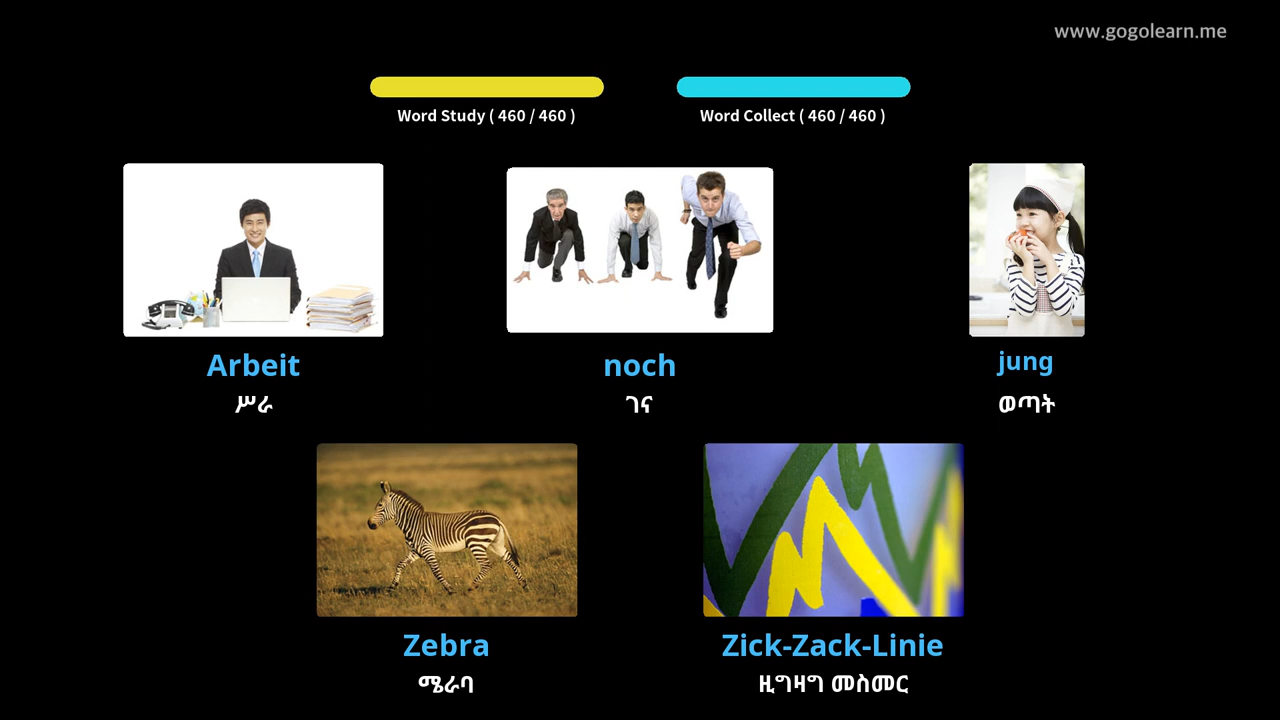 www.gogolearn.me
Word Study ( 460 / 460 )
Word Collect ( 460 / 460 )
Arbeit
ሥራ
noch
ገና
jung
ወጣት
Zebra
ሜራባ
Zick-Zack-Linie
ዚግዛግ መስመር